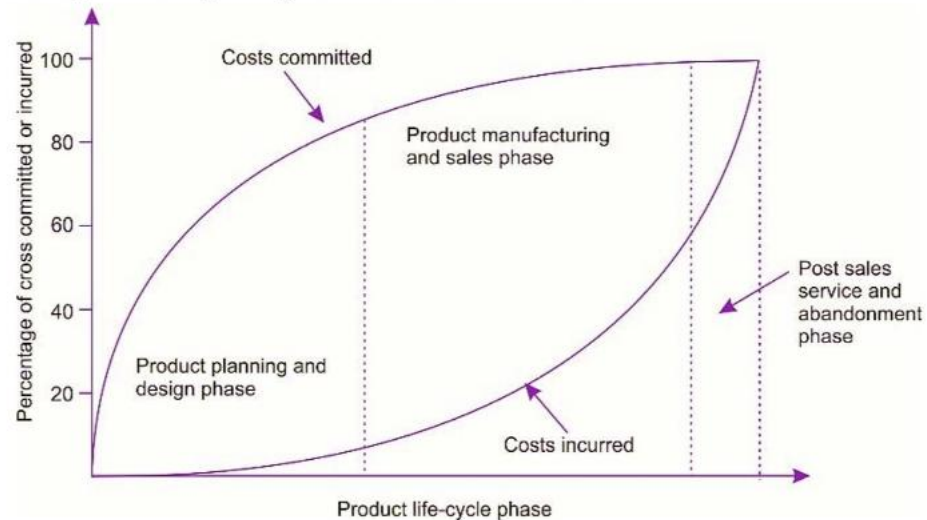 Percentage of cross committed or incurred
100
80
60
40
20
Costs committed
Product manufacturing
and sales phase
Product planning and
design phase
Costs incurred
Post sales
service and
abandonment
phase
Product life-cycle phase